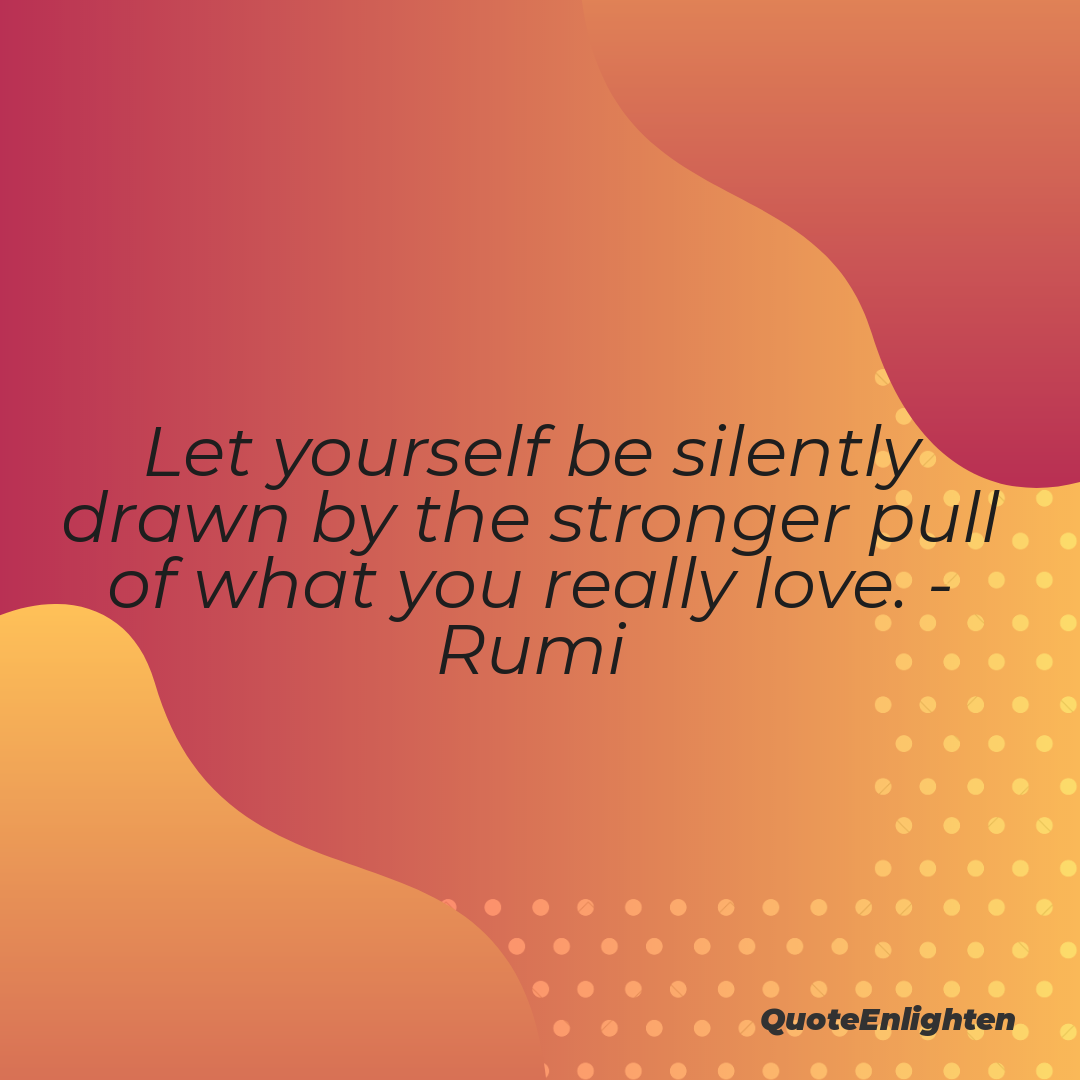 Let yourself be silently
drawn by the stronger pull
of what you really love. -
Rumi
QuoteEnlighten